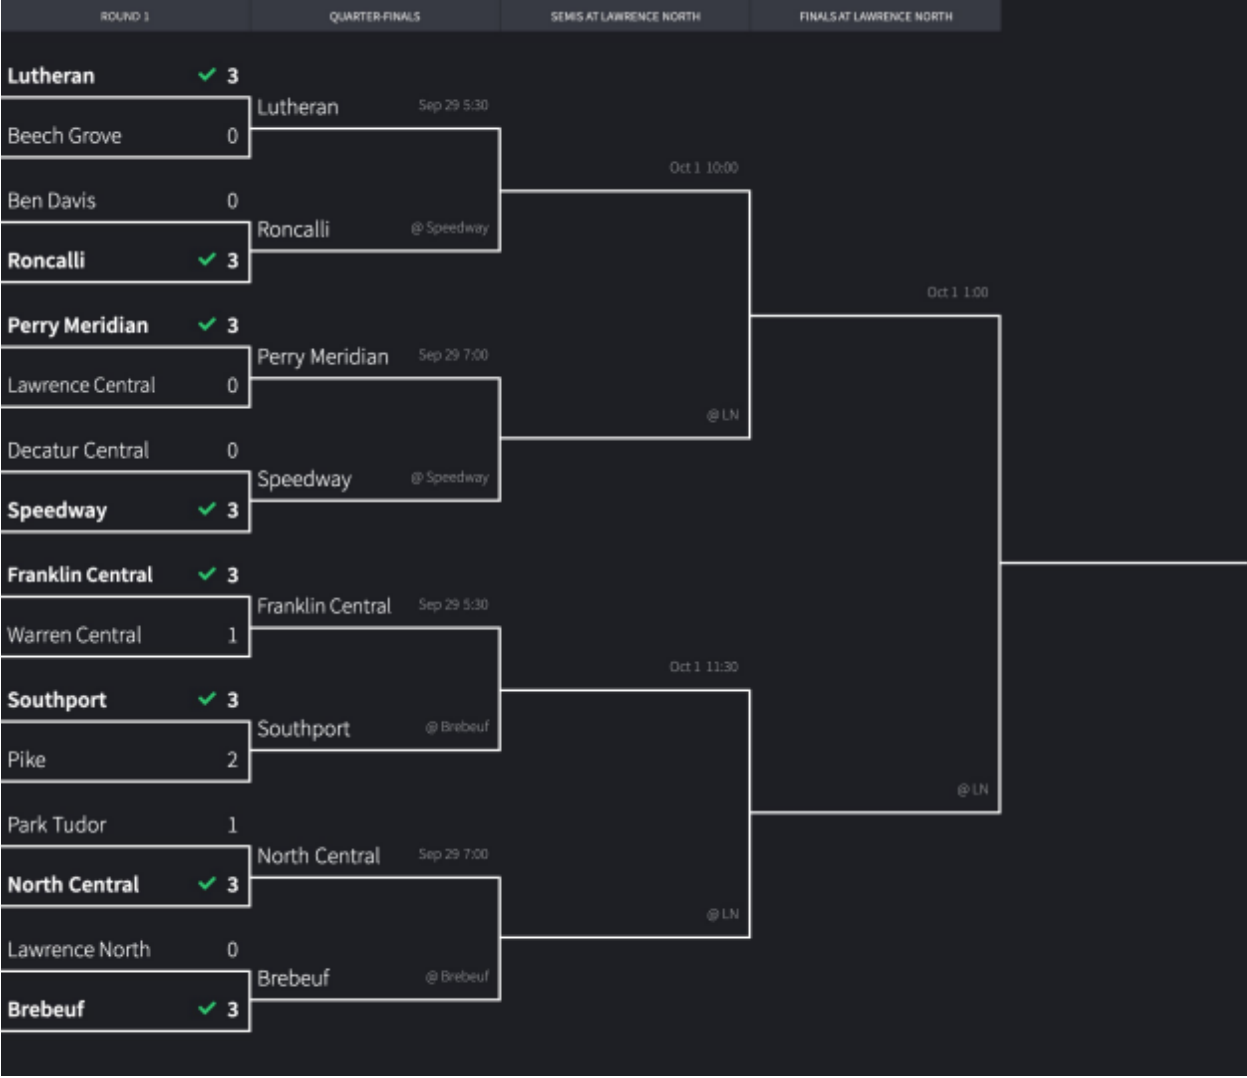 ROUND 1 QUARTER-FINALS SEMIS AT LAWRENCE NORTH FINALS AT LAWRENCE NORTH
Lutheran 3
Beech Grove 0
Ben Davis 0
Roncalli 3
Perry Meridian 3
Lawrence Central 0
Decatur Central 0
Speedway 3
Franklin Central 3
Warren Central 1
Southport 3
Pike 2
Park Tudor 1
North Central 3
Lawrence North 0
Brebeuf 3
Lutheran Sep 29 5:30
Roncalli @ Speedway
Perry Meridian Sep 29 7:00
Speedway @ Speedway
Franklin Central Sep 29 5:30
Southport @ Brebeuf
North Central Sep 29 7:00
Brebeuf @ Brebeuf
Oct 1 10:00
@ LN
Oct 1 11:30
@ LN
Oct 1 1:00
@ LN